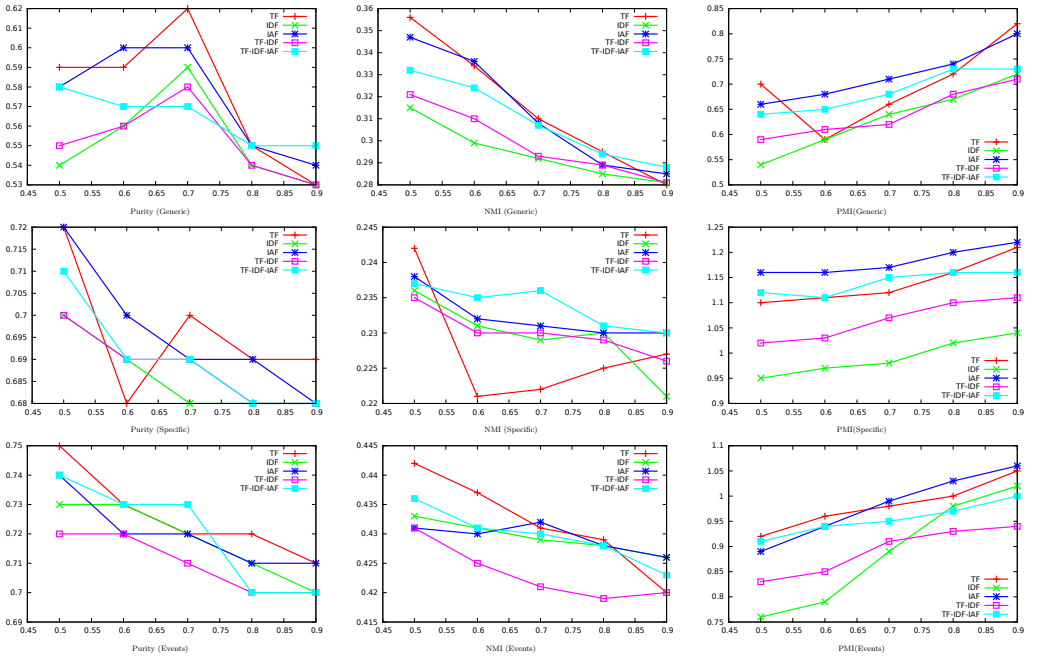 0.62
0.61
0.6
0.59
0.58
0.57
0.56
0.55
0.54
0.53
0.45 0.5 0.55 0.6 0.65 0.7 0.75 0.8 0.85 0.9
TF
IDF
IAF
TF-IDF
TF-IDF-IAF
Purity (Generic)
0.36
0.35
0.34
0.33
0.32
0.31
0.3
0.29
0.28
0.45 0.5 0.55 0.6 0.65 0.7 0.75 0.8 0.85 0.9
TF
IDF
IAF
TF-IDF
TF-IDF-IAF
NMI (Generic)
0.85
0.8
0.75
0.7
0.65
0.6
0.55
0.5
0.45 0.5 0.55 0.6 0.65 0.7 0.75 0.8 0.85 0.9
TF
IDF
IAF
TF-IDF
TF-IDF-IAF
PMI(Generic)
0.72
0.715
0.71
0.705
0.7
0.695
0.69
0.685
0.68
0.45 0.5 0.55 0.6 0.65 0.7 0.75 0.8 0.85 0.9
TF
IDF
IAF
TF-IDF
TF-IDF-IAF
Purity (Specific)
0.245
0.24
0.235
0.23
0.225
0.22
0.45 0.5 0.55 0.6 0.65 0.7 0.75 0.8 0.85 0.9
TF
IDF
IAF
TF-IDF
TF-IDF-IAF
NMI (Specific)
1.25
1.2
1.15
1.1
1.05
1
0.95
0.9
0.45 0.5 0.55 0.6 0.65 0.7 0.75 0.8 0.85 0.9
TF
IDF
IAF
TF-IDF
TF-IDF-IAF
PMI(Specific)
0.75
0.74
0.73
0.72
0.71
0.7
0.69
0.45 0.5 0.55 0.6 0.65 0.7 0.75 0.8 0.85 0.9
TF
IDF
IAF
TF-IDF
TF-IDF-IAF
Purity (Events)
0.445
0.44
0.435
0.43
0.425
0.42
0.415
0.45 0.5 0.55 0.6 0.65 0.7 0.75 0.8 0.85 0.9
TF
IDF
IAF
TF-IDF
TF-IDF-IAF
NMI (Events)
1.1
1.05
1
0.95
0.9
0.85
0.8
0.75
0.45 0.5 0.55 0.6 0.65 0.7 0.75 0.8 0.85 0.9
TF
IDF
IAF
TF-IDF
TF-IDF-IAF
PMI(Events)